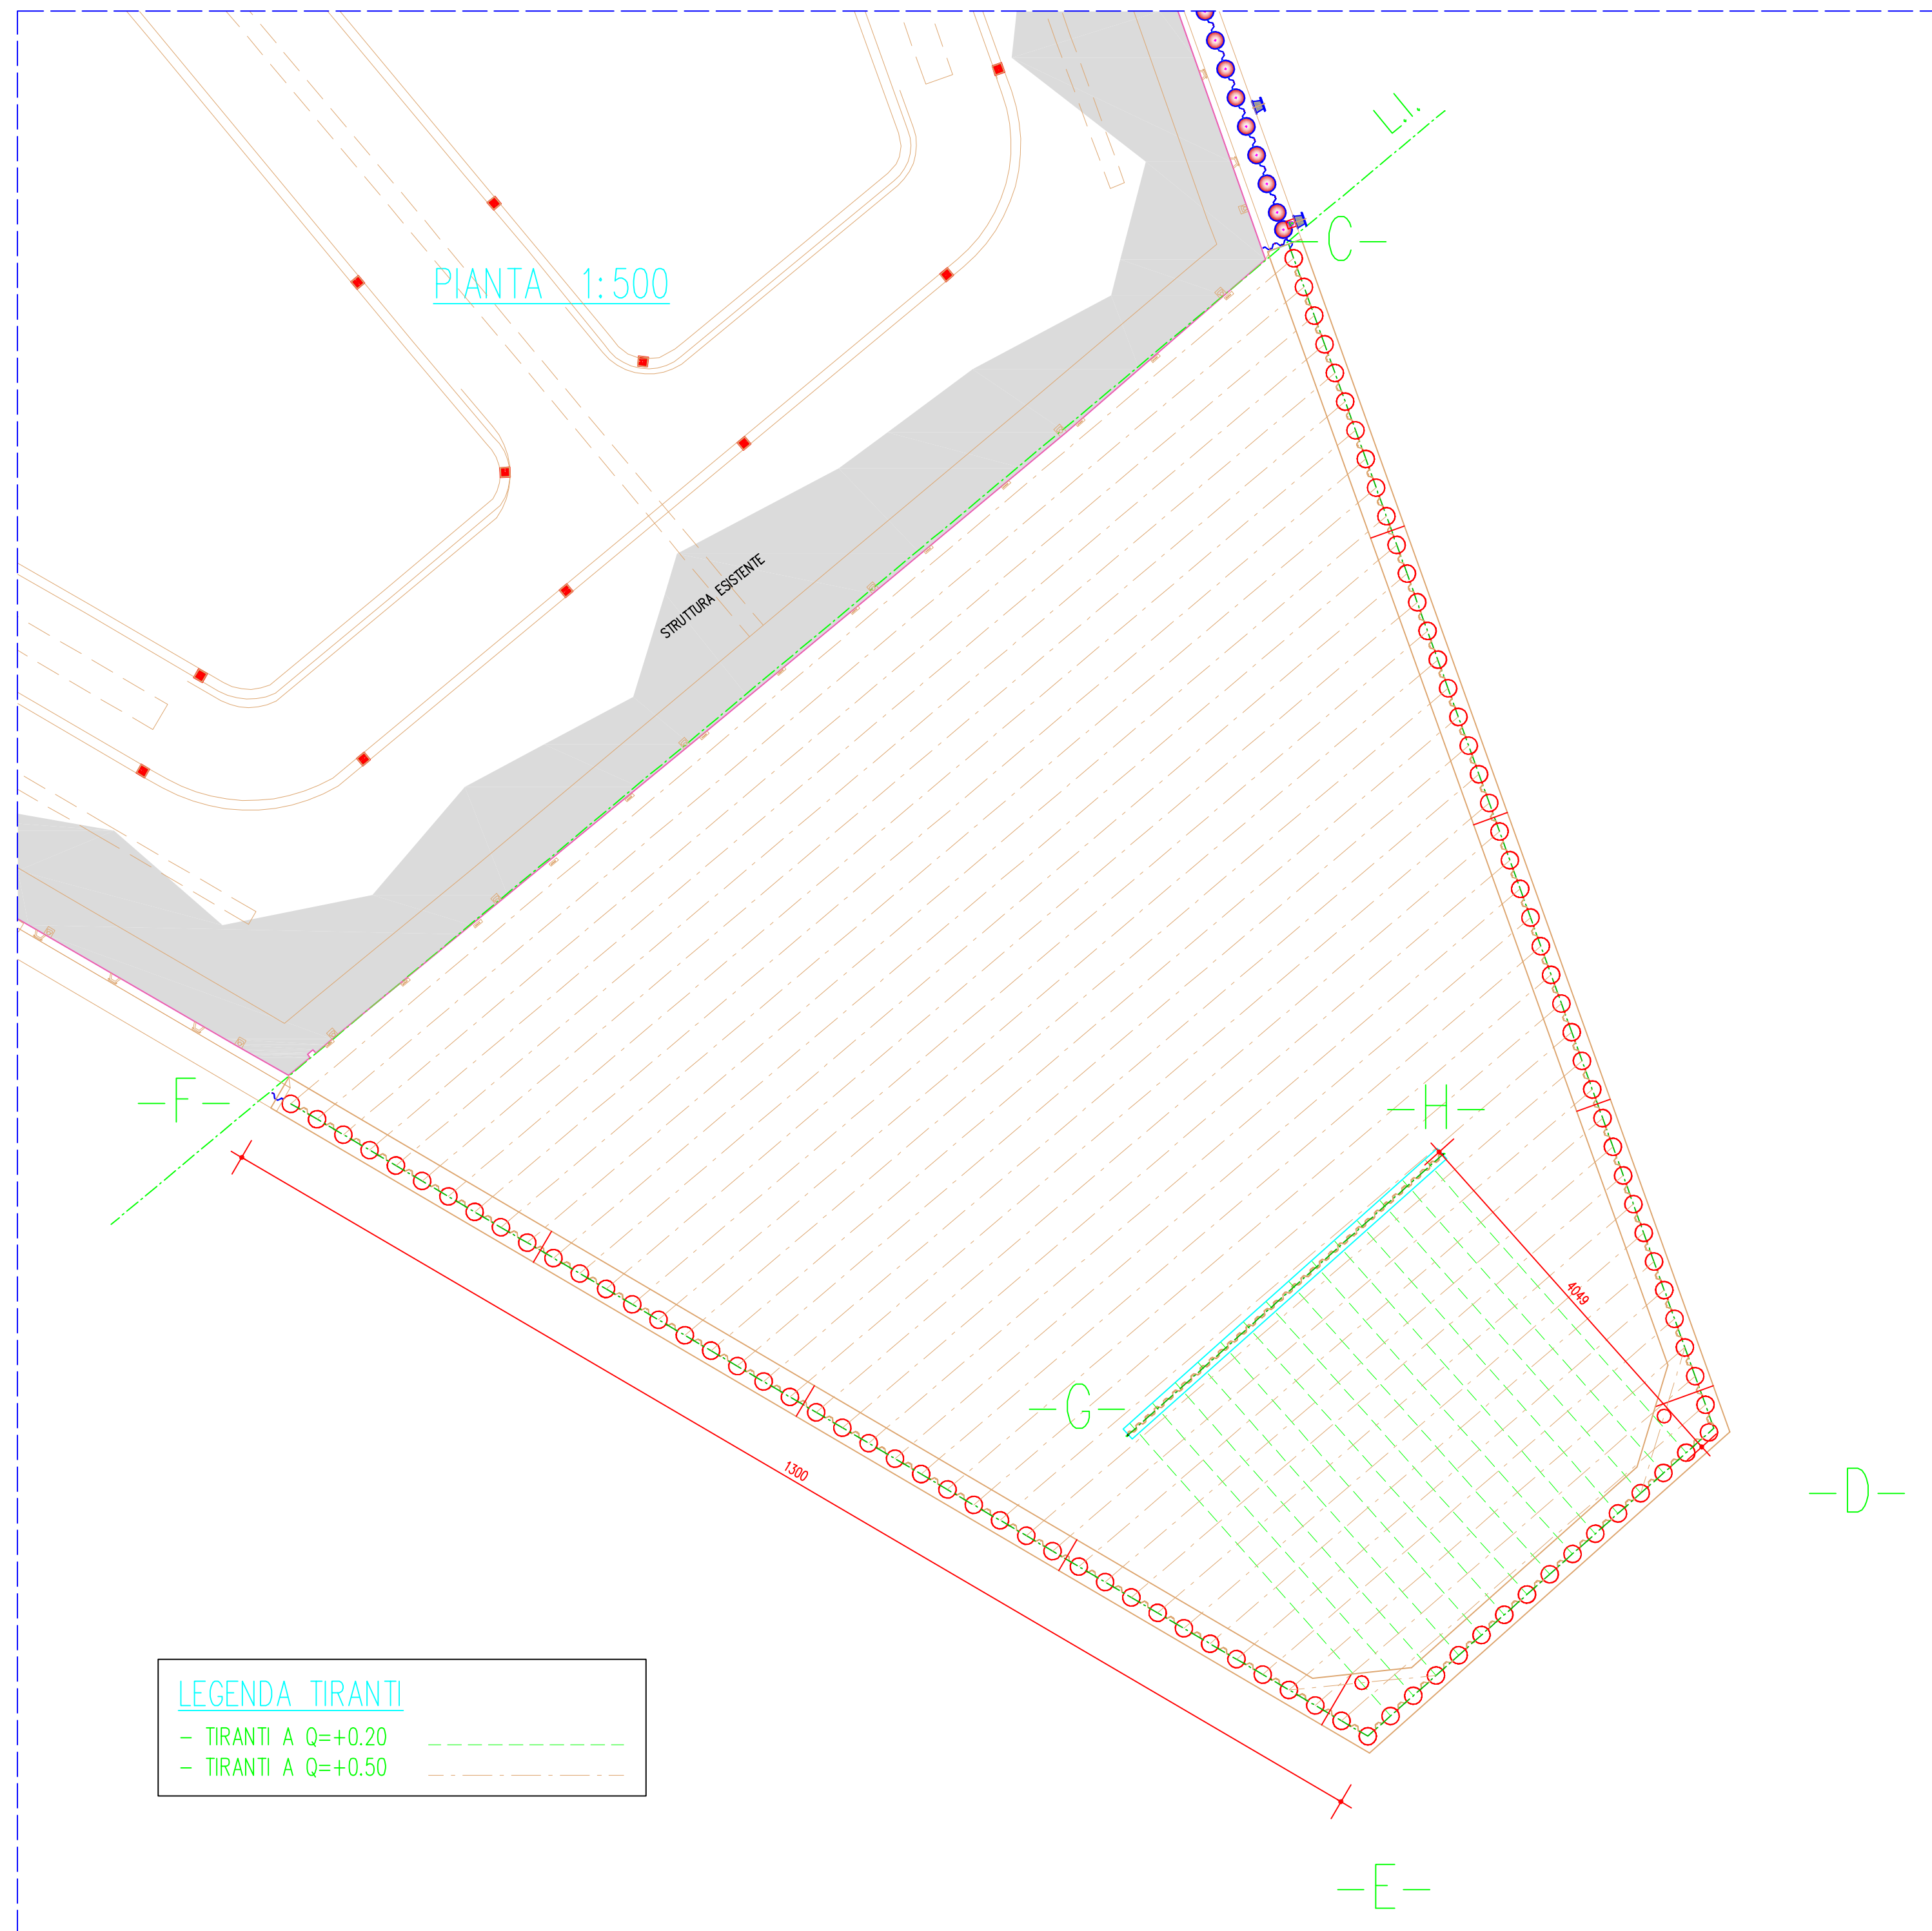 L.I.
-C-
PIANTA 1:500
STRUTTURA ESISTENTE
-F-
-H-
4049
-G-
1300
-D-
LEGENDA TIRANTI
- TIRANTI A Q=+0.20
- TIRANTI A Q=+0.50
-E-